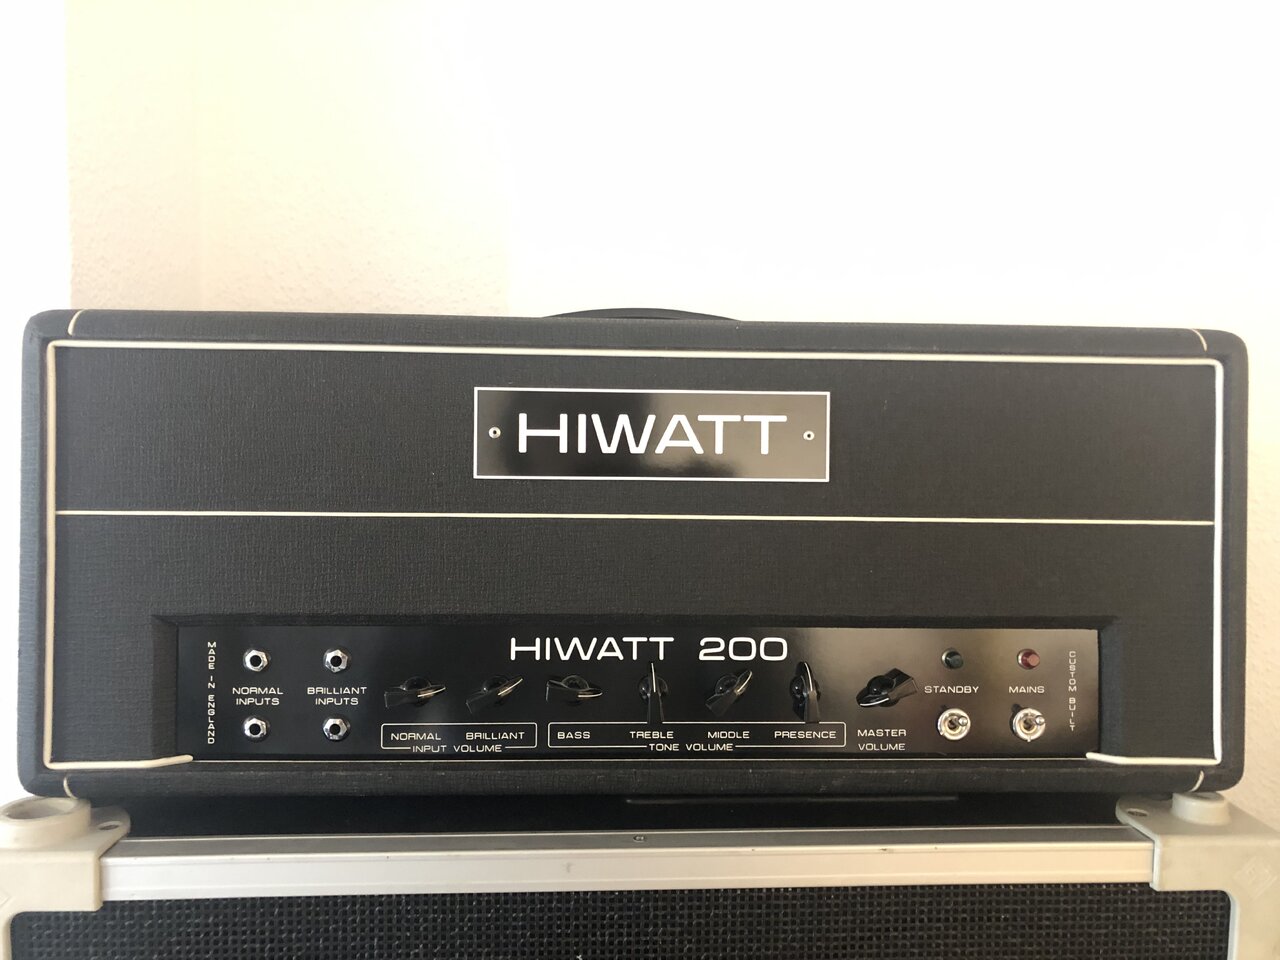 HIWATT
HIWATT 200
MADE IN ENGLAND
NORMAL
INPUTS
BRILLIANT
INPUTS
NORMAL
BRILLIANT
INPUT VOLUME
BASS
TREBLE
MIDDLE
PRESENCE
TONE VOLUME
MASTER
VOLUME
STANDBY
MAINS
CUSTOM BUILT